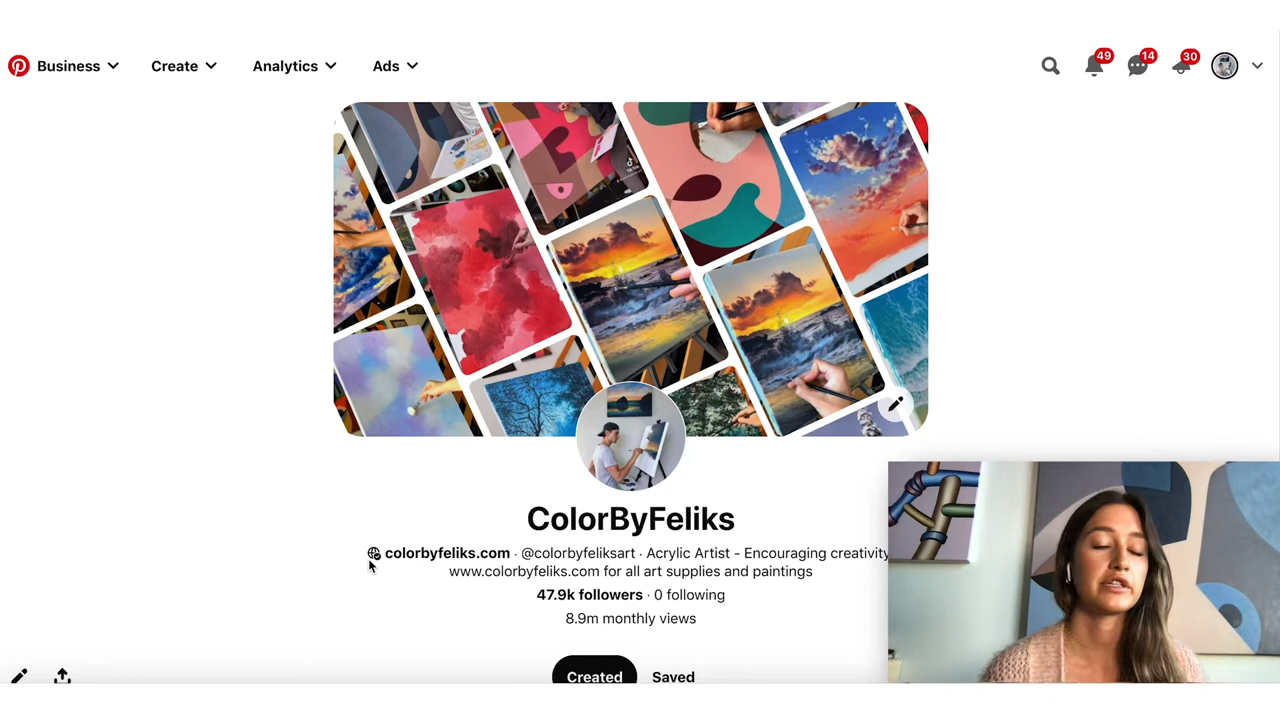 Business Create Analytics Ads 49 14 30
ColorByFeliks
colorbyfeliks.com · @colorbyfeliksart · Acrylic Artist - Encouraging creativity
www.colorbyfeliks.com for all art supplies and paintings
47.9k followers · 0 following
8.9m monthly views
Created Saved